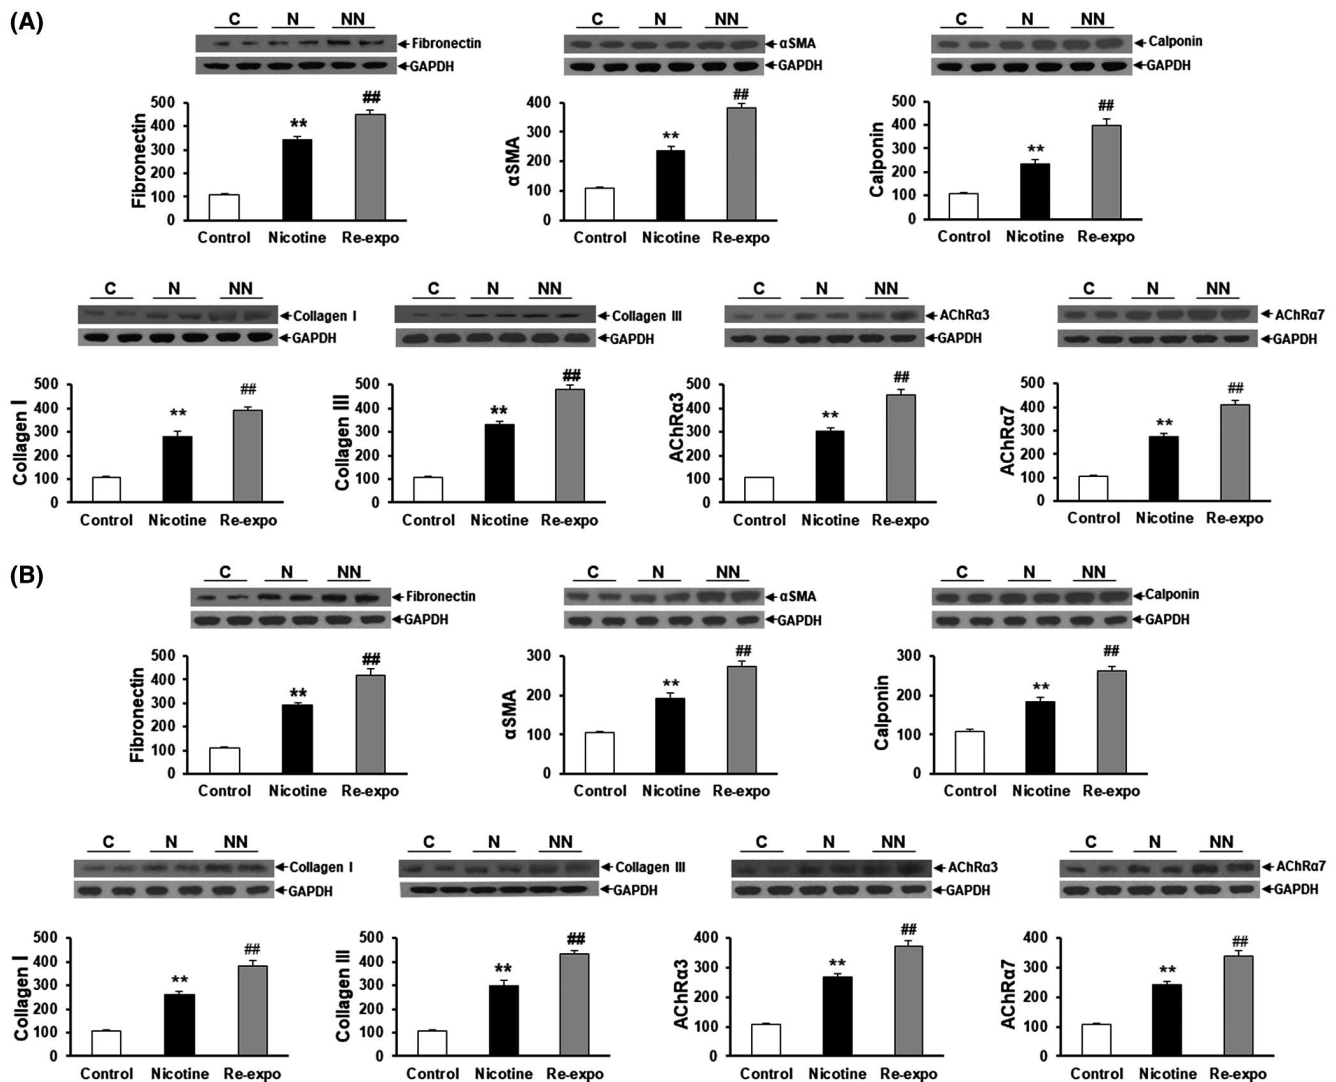 (A)
C N NN
Fibronectin
GAPDH
500
400
300
200
100
0
Fibronectin
**
##
Control Nicotine Re-expo
C N NN
αSMA
GAPDH
400
300
200
100
0
αSMA
**
##
Control Nicotine Re-expo
C N NN
Calponin
GAPDH
500
400
300
200
100
0
Calponin
**
##
Control Nicotine Re-expo
C N NN
Collagen I
GAPDH
500
400
300
200
100
0
Collagen I
**
##
Control Nicotine Re-expo
C N NN
Collagen III
GAPDH
500
400
300
200
100
0
Collagen III
**
##
Control Nicotine Re-expo
C N NN
AChRα3
GAPDH
500
400
300
200
100
0
AChRα3
**
##
Control Nicotine Re-expo
C N NN
AChRα7
GAPDH
500
400
300
200
100
0
AChRα7
**
##
Control Nicotine Re-expo
(B)
C N NN
Fibronectin
GAPDH
500
400
300
200
100
0
Fibronectin
**
##
Control Nicotine Re-expo
C N NN
αSMA
GAPDH
300
200
100
0
αSMA
**
##
Control Nicotine Re-expo
C N NN
Calponin
GAPDH
300
200
100
0
Calponin
**
##
Control Nicotine Re-expo
C N NN
Collagen I
GAPDH
500
400
300
200
100
0
Collagen I
**
##
Control Nicotine Re-expo
C N NN
Collagen III
GAPDH
500
400
300
200
100
0
Collagen III
**
##
Control Nicotine Re-expo
C N NN
AChRα3
GAPDH
400
300
200
100
0
AChRα3
**
##
Control Nicotine Re-expo
C N NN
AChRα7
GAPDH
400
300
200
100
0
AChRα7
**
##
Control Nicotine Re-expo